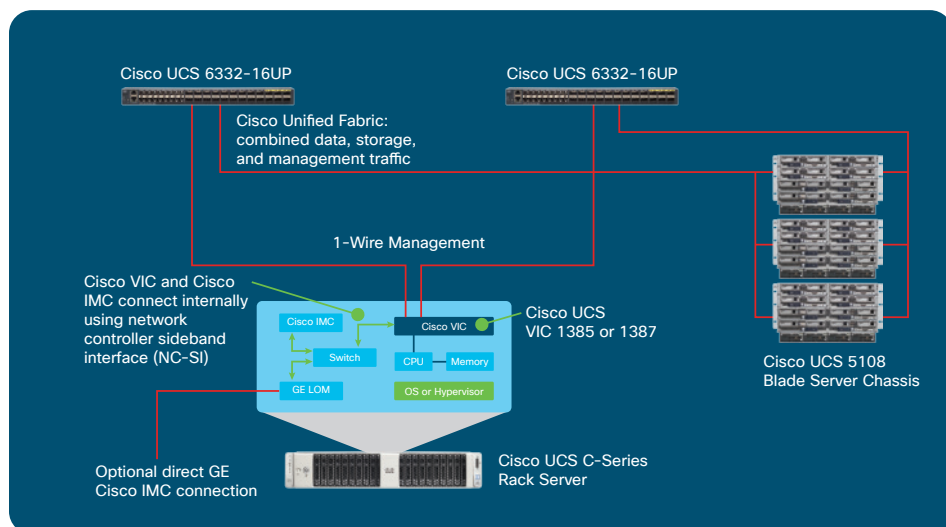 Cisco UCS 6332-16UP
Cisco UCS 6332-16UP
Cisco Unified Fabric:
combined data, storage,
and management traffic
1-Wire Management
Cisco VIC and Cisco
IMC connect internally
using network
controller sideband
interface (NC-SI)
Cisco IMC
Cisco VIC
Switch
CPU
Memory
GE LOM
OS or Hypervisor
Cisco UCS
VIC 1385 or 1387
Cisco UCS 5108
Blade Server Chassis
Optional direct GE
Cisco IMC connection
Cisco UCS C-Series
Rack Server